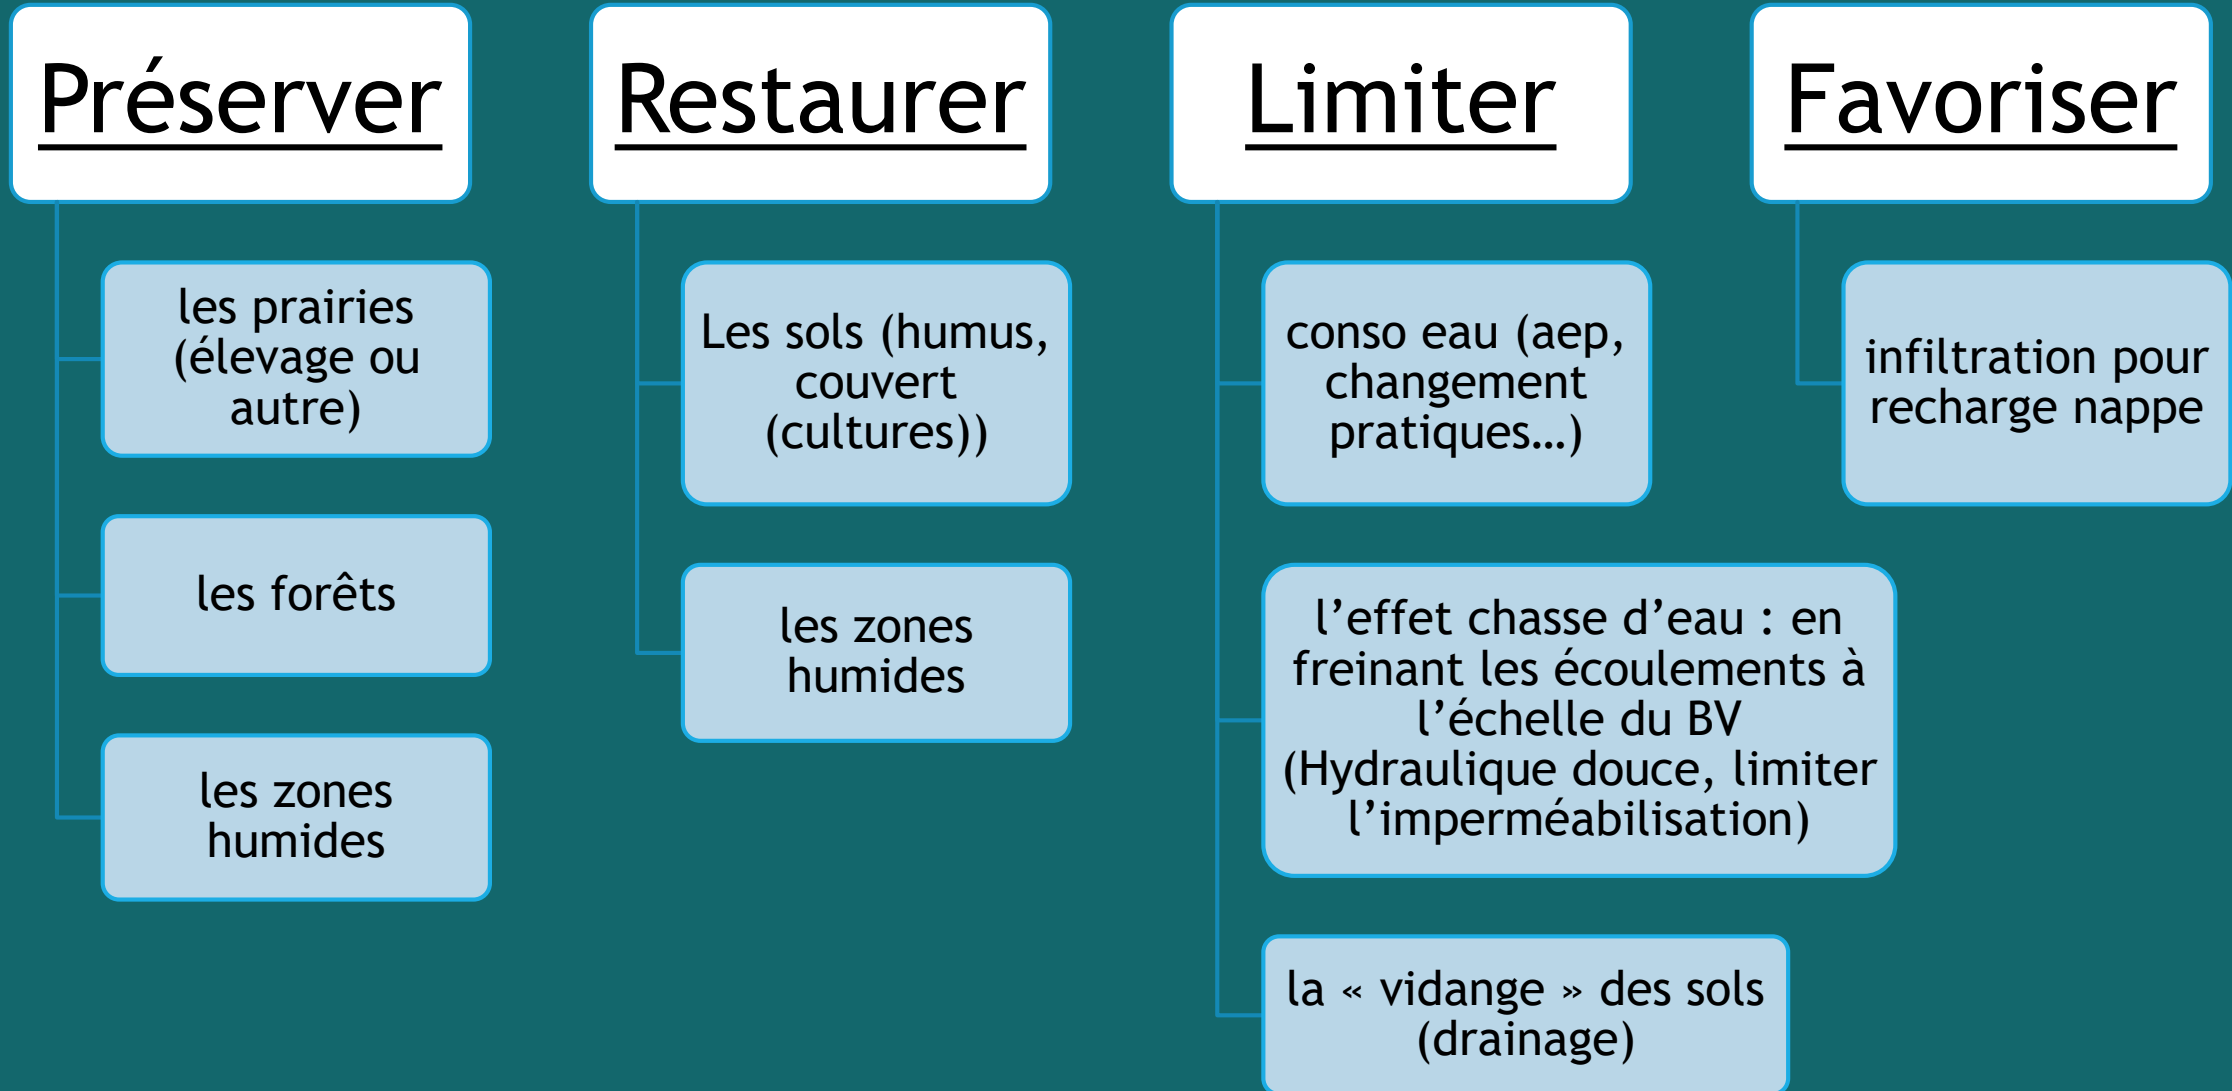 Préserver
les prairies
(élevage ou
autre)
les forêts
les zones
humides
Restaurer
Les sols (humus,
couvert
(cultures))
les zones
humides
Limiter
conso eau (aep,
changement
pratiques…)
l’effet chasse d’eau : en
freinant les écoulements à
l’échelle du BV
(Hydraulique douce, limiter
l’imperméabilisation)
la « vidange » des sols
(drainage)
Favoriser
infiltration pour
recharge nappe